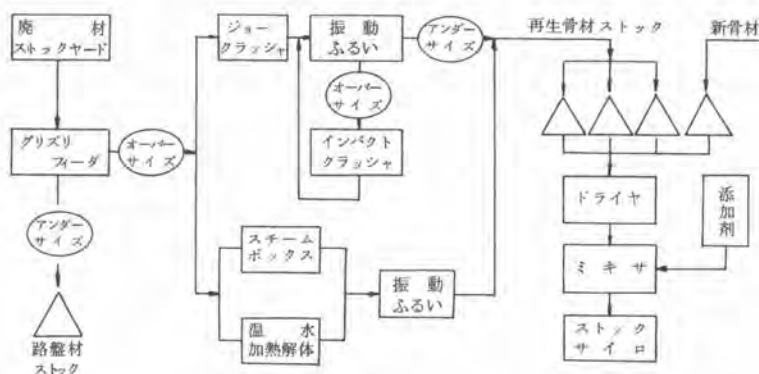 廃材
ストックヤード
グリズリ
フィーダ
アンダー
サイズ
路盤材
ストック
オーバー
サイズ
ジョー
クラッシャ
振動
ふるい
オーバー
サイズ
インパクト
クラッシャ
アンダー
サイズ
スチーム
ボックス
温水
加熱解体
振動
ふるい
再生骨材ストック
新骨材
ドライヤ
ミキサ
添加剤
ストック
サイロ